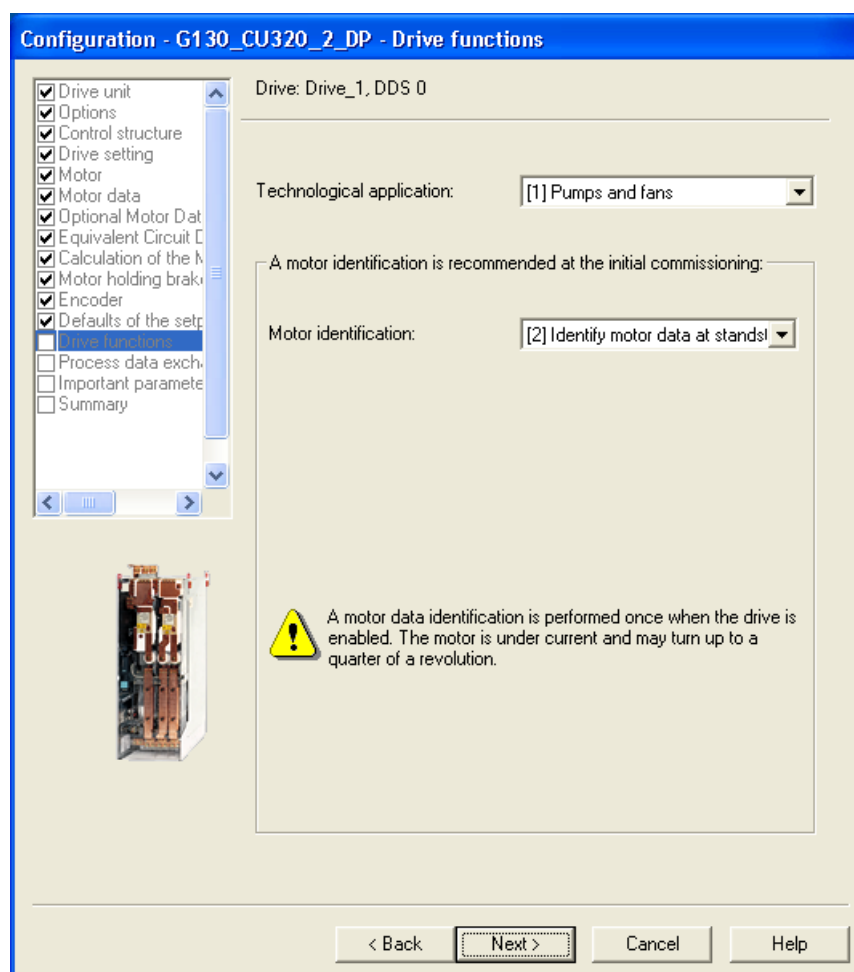 Configuration - G130_CU320_2_DP - Drive functions
Drive unit
Options
Control structure
Drive setting
Motor
Motor data
Optional Motor Dat
Equivalent Circuit D
Calculation of the M
Motor holding brak
Encoder
Defaults of the setp
Drive functions
Process data exch
Important paramete
Summary
Drive: Drive_1, DDS 0
Technological application:
[1] Pumps and fans
A motor identification is recommended at the initial commissioning:
Motor identification:
[2] Identify motor data at standsl
A motor data identification is performed once when the drive is
enabled. The motor is under current and may turn up to a
quarter of a revolution.
< Back
Next >
Cancel
Help